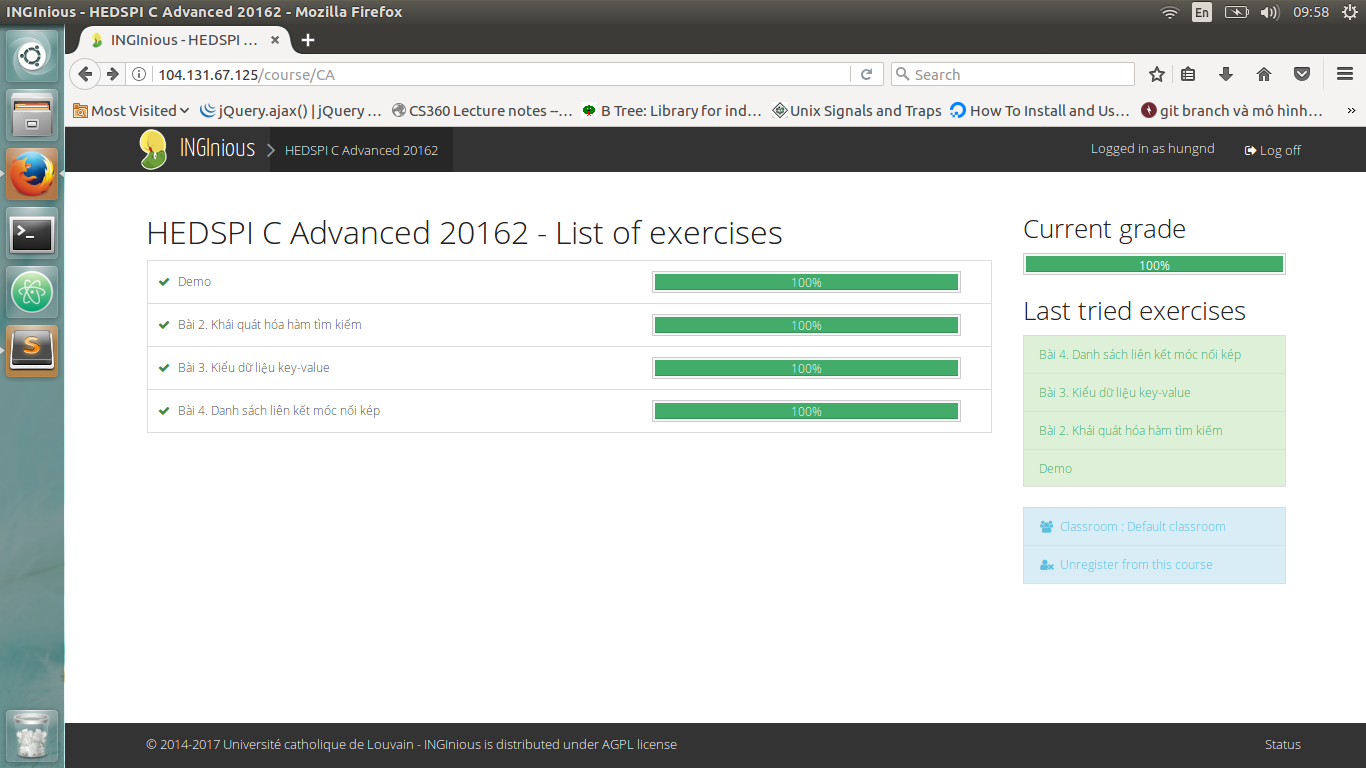 INGInious - HEDSPI C Advanced 20162 - Mozilla Firefox
En
09:58
INGInious - HEDSPI ...
104.131.67.125/course/CA
Search
Most Visited
jQuery.ajax() | jQuery ...
CS360 Lecture notes --...
B Tree: Library for ind...
Unix Signals and Traps
How To Install and Us...
git branch và mô hình...
INGInious
HEDSPI C Advanced 20162
Logged in as hungnd
Log off
HEDSPI C Advanced 20162 - List of exercises
Demo
100%
Bài 2. Khái quát hóa hàm tìm kiếm
100%
Bài 3. Kiểu dữ liệu key-value
100%
Bài 4. Danh sách liên kết móc nối kép
100%
Current grade
100%
Last tried exercises
Bài 4. Danh sách liên kết móc nối kép
Bài 3. Kiểu dữ liệu key-value
Bài 2. Khái quát hóa hàm tìm kiếm
Demo
Classroom : Default classroom
Unregister from this course
© 2014-2017 Université catholique de Louvain - INGInious is distributed under AGPL license
Status